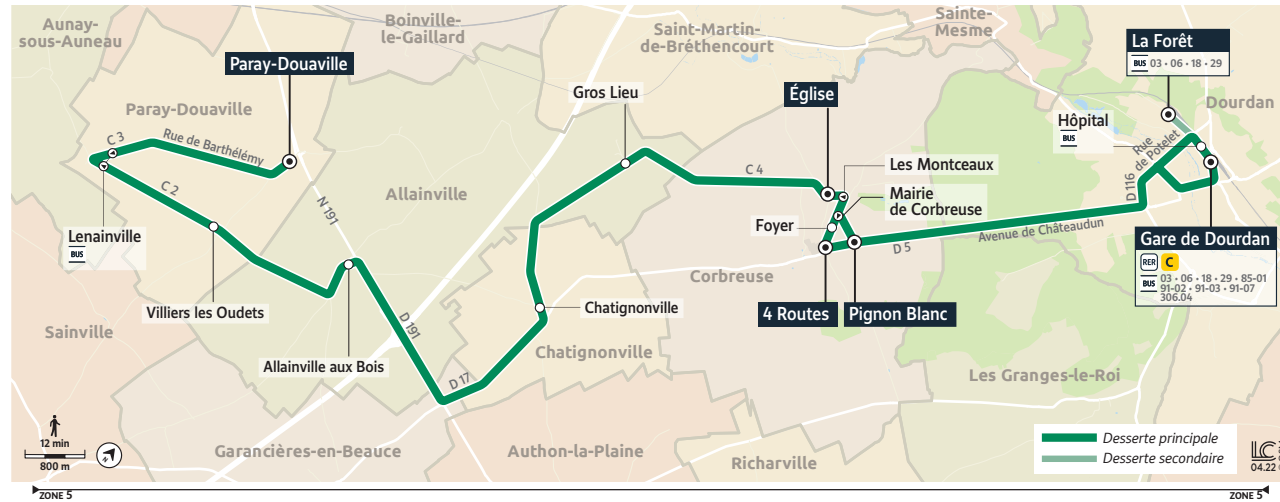 Aunay-
sous-Auneau
Boinville-
le-Gaillard
Saint-Martin-
de-Bréthencourt
Sainte-
Mesme
La Forêt
BUS 03 • 06 • 18 • 29
Paray-Douaville
Gros Lieu
Église
Dourdan
Paray-Douaville
Hôpital
BUS
C 3
Rue de Barthélémy
Rue
de Potelet
C 4
Les Montceaux
C 2
N 191
Allainville
Mairie
de Corbreuse
D 116
Foyer
Lenainville
BUS
D 5
Avenue de Châteaudun
Gare de Dourdan
RER C
BUS
03 • 06 • 18 • 29 • 85-01
91-02 • 91-03 • 91-07
306.04
Corbreuse
Villiers les Oudets
Chatignonville
4 Routes
Pignon Blanc
Sainville
D 191
Allainville aux Bois
Chatignonville
D 17
Les Granges-le-Roi
12 min
800 m
N
Garancières-en-Beauce
Authon-la-Plaine
Richarville
Desserte principale
Desserte secondaire
LC
04.22
ZONE 5
ZONE 5